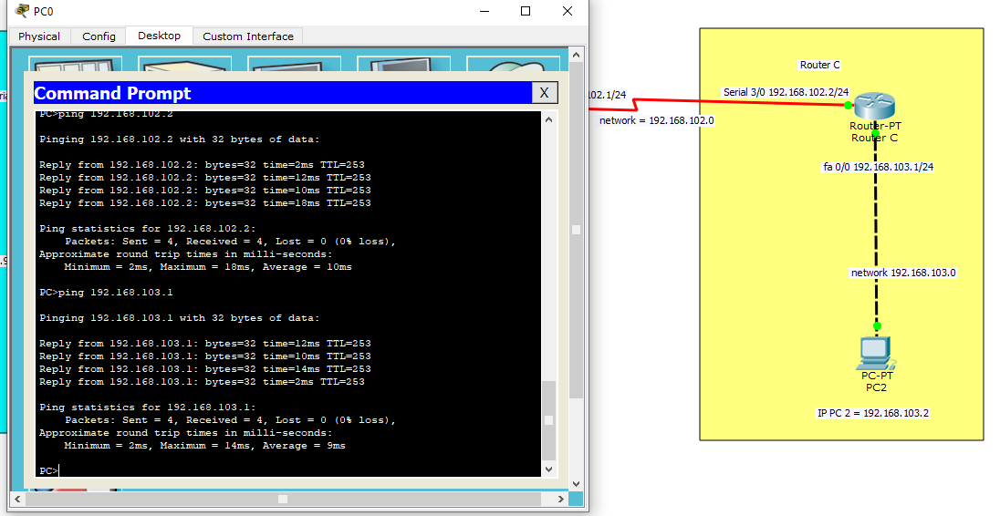 PC0
Physical
Config
Desktop
Custom Interface
Command Prompt
X
PC>ping 192.168.102.2
Pinging 192.168.102.2 with 32 bytes of data:
Reply from 192.168.102.2: bytes=32 time=2ms TTL=253
Reply from 192.168.102.2: bytes=32 time=12ms TTL=253
Reply from 192.168.102.2: bytes=32 time=10ms TTL=253
Reply from 192.168.102.2: bytes=32 time=18ms TTL=253
Ping statistics for 192.168.102.2:
Packets: Sent = 4, Received = 4, Lost = 0 (0% loss),
Approximate round trip times in milli-seconds:
Minimum = 2ms, Maximum = 18ms, Average = 10ms
PC>ping 192.168.103.1
Pinging 192.168.103.1 with 32 bytes of data:
Reply from 192.168.103.1: bytes=32 time=12ms TTL=253
Reply from 192.168.103.1: bytes=32 time=10ms TTL=253
Reply from 192.168.103.1: bytes=32 time=14ms TTL=253
Reply from 192.168.103.1: bytes=32 time=2ms TTL=253
Ping statistics for 192.168.103.1:
Packets: Sent = 4, Received = 4, Lost = 0 (0% loss),
Approximate round trip times in milli-seconds:
Minimum = 2ms, Maximum = 14ms, Average = 9ms
PC>
02.1/24
network = 192.168.102.0
Router C
Serial 3/0 192.168.102.2/24
Router-PT
Router C
fa 0/0 192.168.103.1/24
network 192.168.103.0
PC-PT
PC2
IP PC 2 = 192.168.103.2